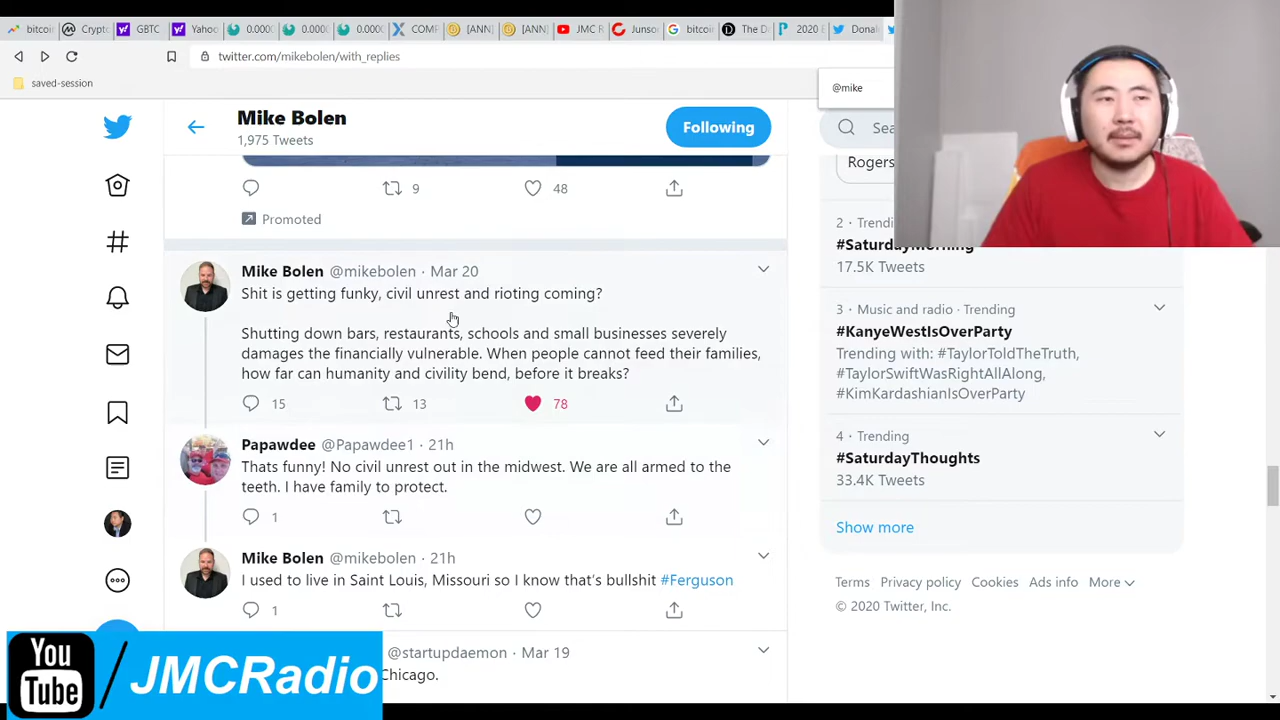 bitcoin
Crypto
GBTC
Yahoo
0.0000
0.000
0.000
COMP
[ANN]
[ANN]
JMC R
Junso
bitcoin
The D
2020 E
Donal
twitter.com/mikebolen/with_replies
saved-session
@mike
Mike Bolen
1,975 Tweets
Following
Sea
9
48
Promoted
Mike Bolen @mikebolen · Mar 20
Shit is getting funky, civil unrest and rioting coming?
Shutting down bars, restaurants, schools and small businesses severely
damages the financially vulnerable. When people cannot feed their families,
how far can humanity and civility bend, before it breaks?
15
13
78
Papawdee @Papawdee1 · 21h
Thats funny! No civil unrest out in the midwest. We are all armed to the
teeth. I have family to protect.
1
Mike Bolen @mikebolen · 21h
I used to live in Saint Louis, Missouri so I know that's bullshit #Ferguson
1
@startupdaemon · Mar 19
Chicago.
Rogers
2 · Trendi
#SaturdayMorning
17.5K Tweets
3 · Music and radio · Trending
#KanyeWestIsOverParty
Trending with: #TaylorToldTheTruth,
#TaylorSwiftWasRightAllAlong,
#KimKardashianIsOverParty
4 · Trending
#SaturdayThoughts
33.4K Tweets
Show more
Terms Privacy policy Cookies Ads info More
© 2020 Twitter, Inc.
You
Tube
/JMCRadio